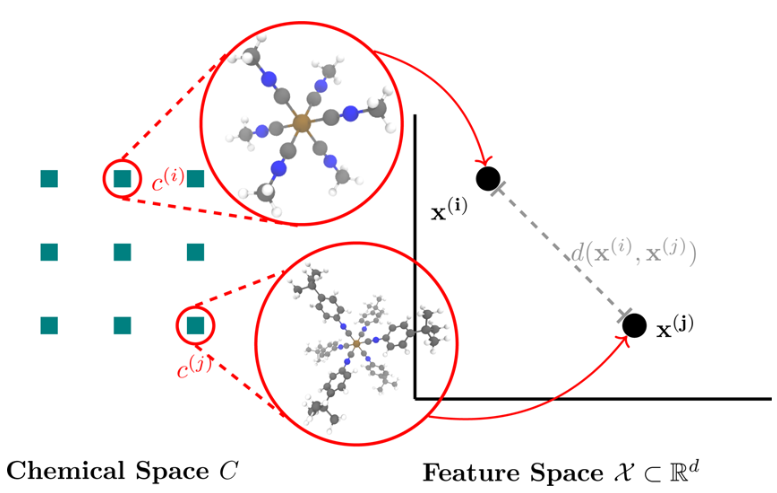 c^{(i)}
x^{(i)}
d(x^{(i)}, x^{(j)})
x^{(j)}
c^{(j)}
Chemical Space C
Feature Space 𝒳 ⊂ ℝ^d